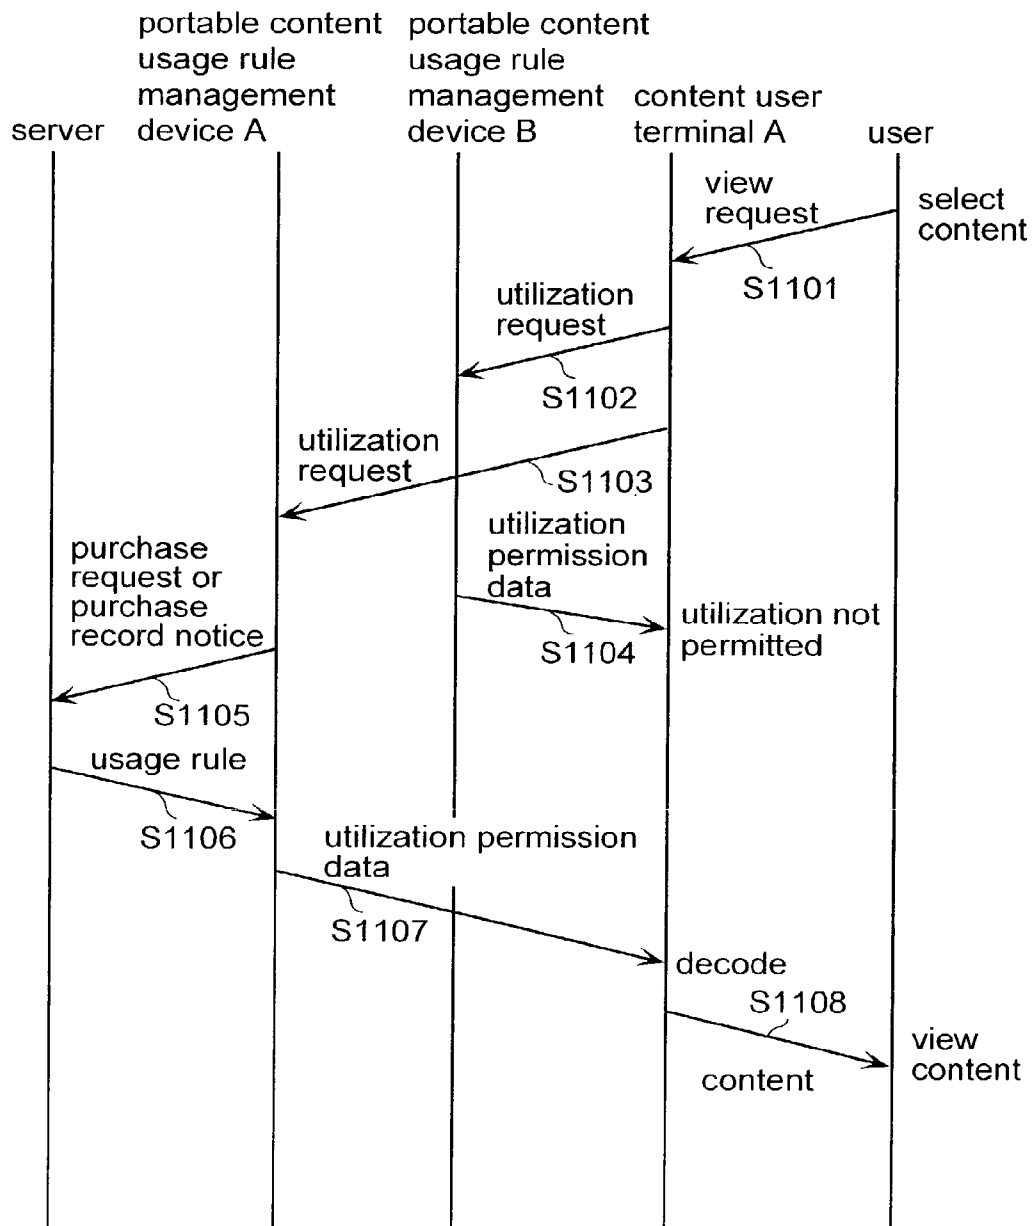 portable content
usage rule
management
device A
portable content
usage rule
management
device B
content user
terminal A
server
user
view
request
select
content
S1101
utilization
request
S1102
utilization
request
S1103
utilization
permission
data
purchase
request or
purchase
record notice
utilization not
permitted
S1104
S1105
usage rule
S1106
utilization permission
data
S1107
decode
S1108
view
content
content